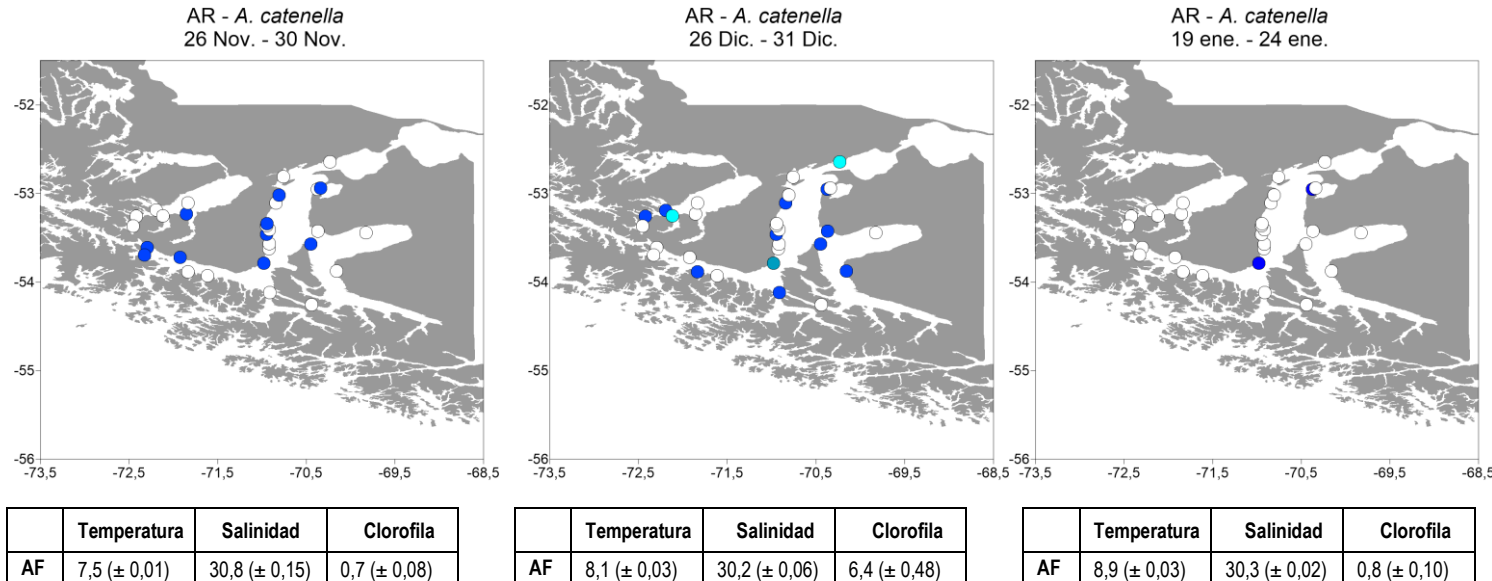 AR - A. catenella
26 Nov. - 30 Nov.
-52
-53
-54
-55
-56
-73,5 -72,5 -71,5 -70,5 -69,5 -68,5
AR - A. catenella
26 Dic. - 31 Dic.
-52
-53
-54
-55
-56
-73,5 -72,5 -71,5 -70,5 -69,5 -68,5
AR - A. catenella
19 ene. - 24 ene.
-52
-53
-54
-55
-56
-73,5 -72,5 -71,5 -70,5 -69,5 -68,5
Temperatura Salinidad Clorofila
AF 7,5 (± 0,01) 30,8 (± 0,15) 0,7 (± 0,08)
Temperatura Salinidad Clorofila
AF 8,1 (± 0,03) 30,2 (± 0,06) 6,4 (± 0,48)
Temperatura Salinidad Clorofila
AF 8,9 (± 0,03) 30,3 (± 0,02) 0,8 (± 0,10)